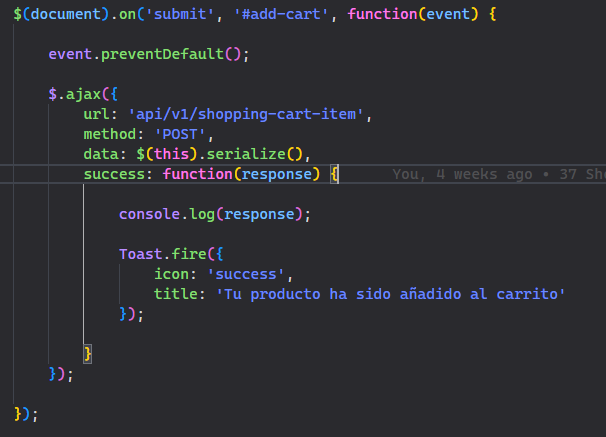 $(document).on('submit', '#add-cart', function(event) {
event.preventDefault();
$.ajax({
url: 'api/v1/shopping-cart-item',
method: 'POST',
data: $(this).serialize(),
success: function(response) { You, 4 weeks ago • 37 Sho
console.log(response);
Toast.fire({
icon: 'success',
title: 'Tu producto ha sido añadido al carrito'
});
}
});
});